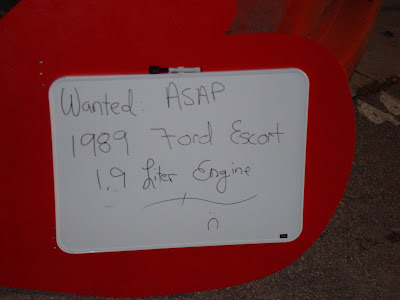 Wanted: ASAP
1989 Ford Escort
1.9 Liter Engine